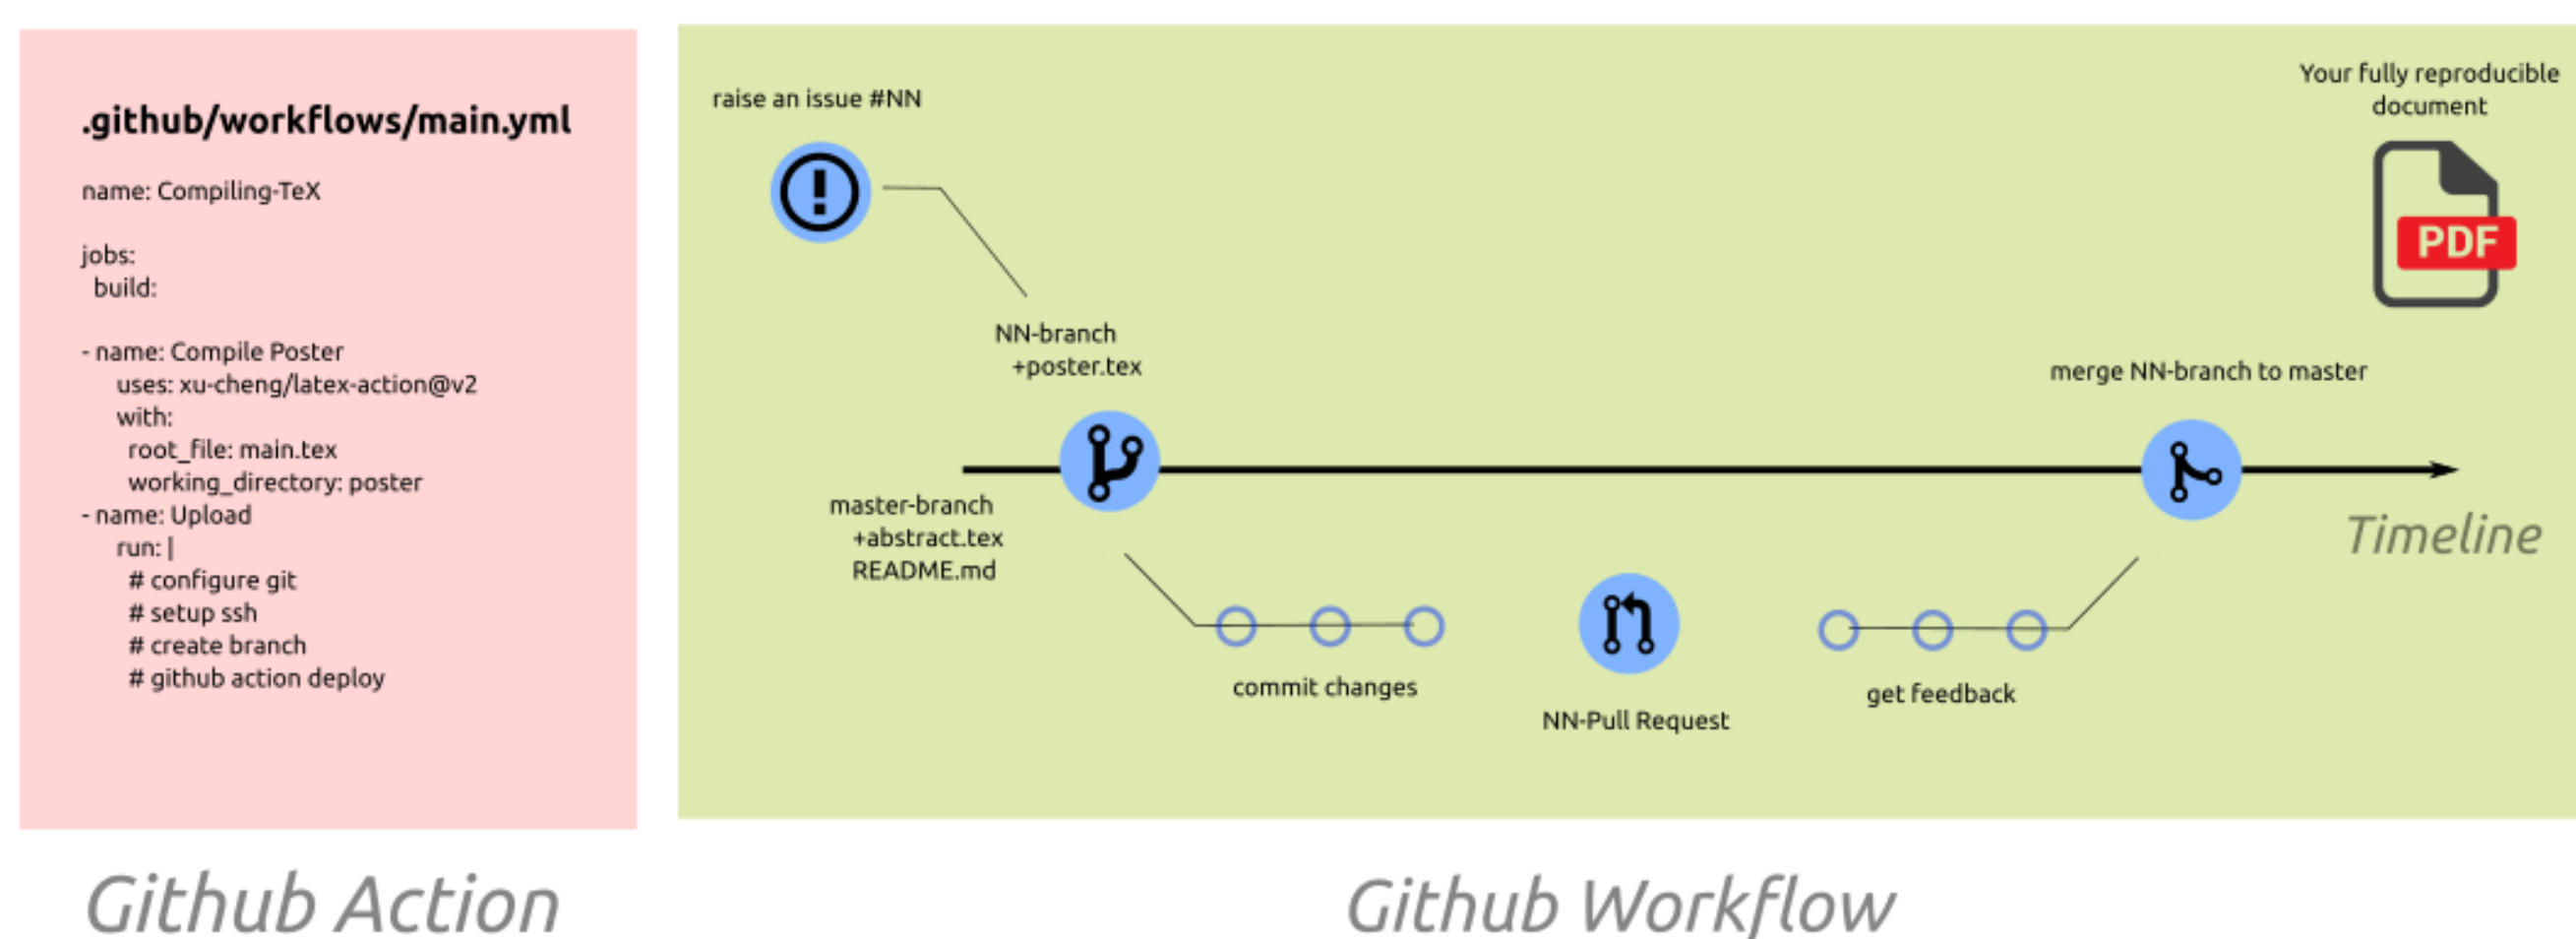 .github/workflows/main.yml
name: Compiling-TeX
jobs:
build:
- name: Compile Poster
uses: xu-cheng/latex-action@v2
with:
root_file: main.tex
working_directory: poster
- name: Upload
run: |
# configure git
# setup ssh
# create branch
# github action deploy
Github Action
raise an issue #NN
NN-branch
+poster.tex
master-branch
+abstract.tex
README.md
commit changes
NN-Pull Request
get feedback
merge NN-branch to master
Your fully reproducible
document
PDF
Timeline
Github Workflow